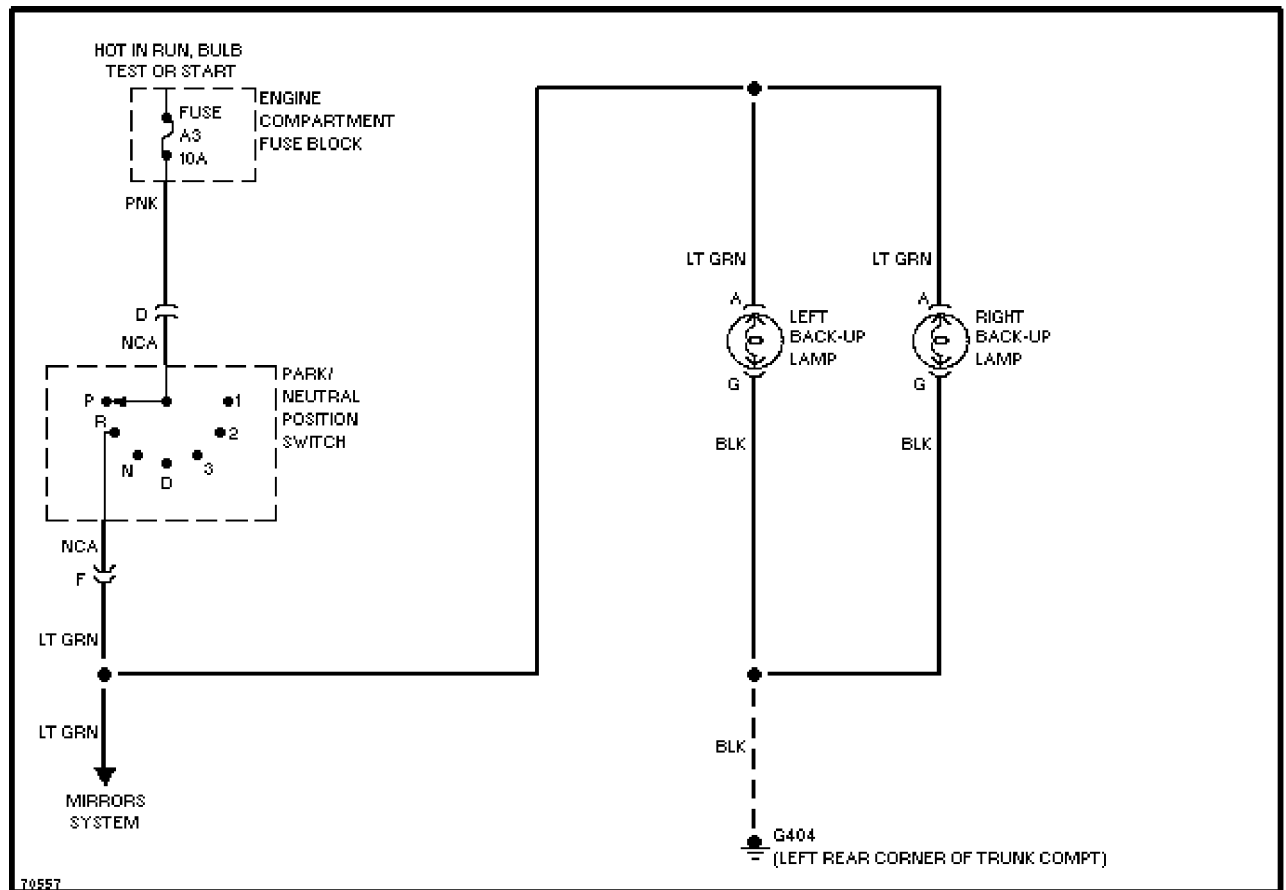 HOT IN RUN, BULB
TEST OR START
FUSE
A3
10A
ENGINE
COMPARTMENT
FUSE BLOCK
PNK
D
NCA
PARK/
NEUTRAL
POSITION
SWITCH
P
R
N
D
3
2
1
NCA
F
LT GRN
LT GRN
MIRRORS
SYSTEM
LT GRN
LT GRN
A
LEFT
BACK-UP
LAMP
G
A
RIGHT
BACK-UP
LAMP
G
BLK
BLK
BLK
G404
(LEFT REAR CORNER OF TRUNK COMPT)
70557